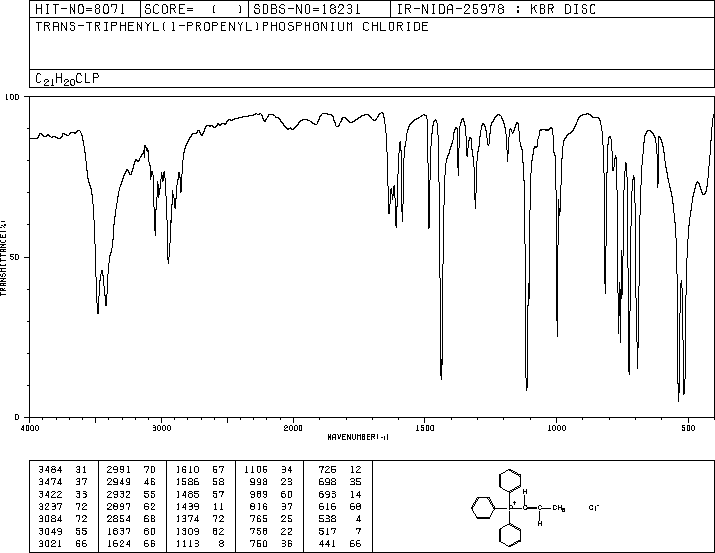 HIT-NO=8071 SCORE= ( ) SDBS-NO=18231 IR-NIDA-25978 : KBR DISC
TRANS-TRIPHENYL(1-PROPENYL)PHOSPHONIUM CHLORIDE
C21H20CLP
100
50
0
TRANSMITTANCE(%)
4000 3000 2000 1500 1000 500
WAVENUMBER(-1)
3484 31 2991 70 1610 57 1106 34 726 12
3474 37 2949 46 1586 58 998 23 698 35
3422 33 2932 55 1485 57 989 60 693 14
3237 72 2897 62 1439 11 816 37 616 68
3084 72 2854 68 1374 72 765 25 538 4
3049 55 1637 60 1309 62 758 22 517 7
3021 66 1624 66 1113 8 750 36 441 66
H
P+ C C CH3 Cl-
H